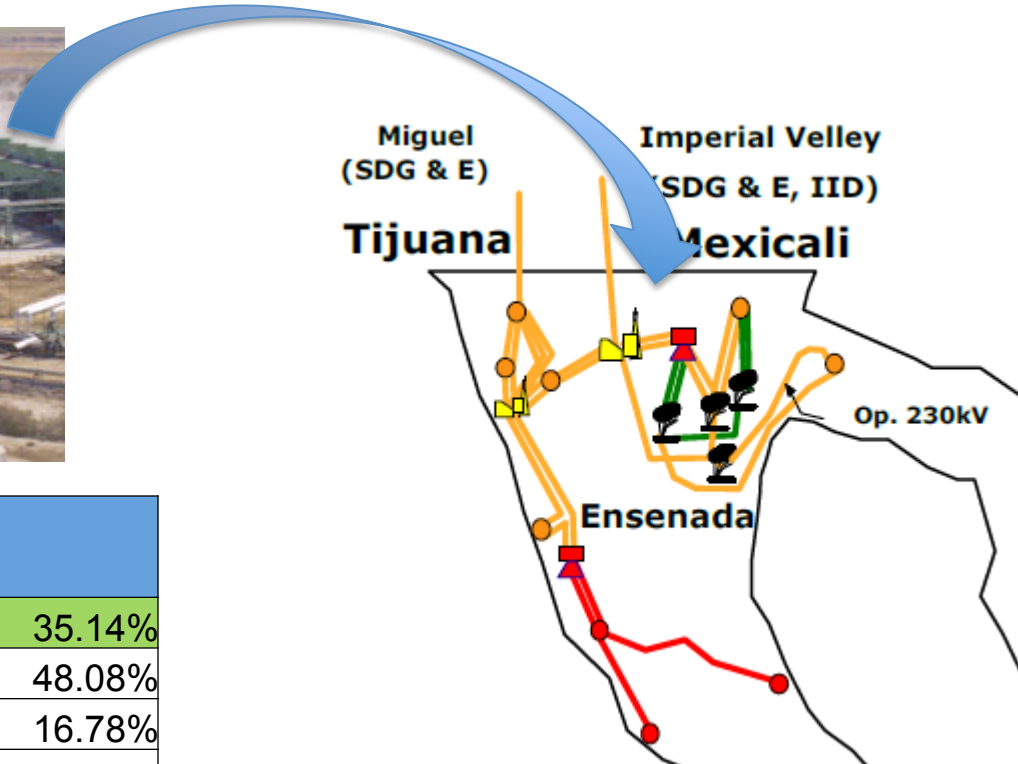 Miguel
(SDG & E)
Imperial Velley
(SDG & E, IID)
Tijuana
Mexicali
Op. 230kV
Ensenada
35.14%
48.08%
16.78%